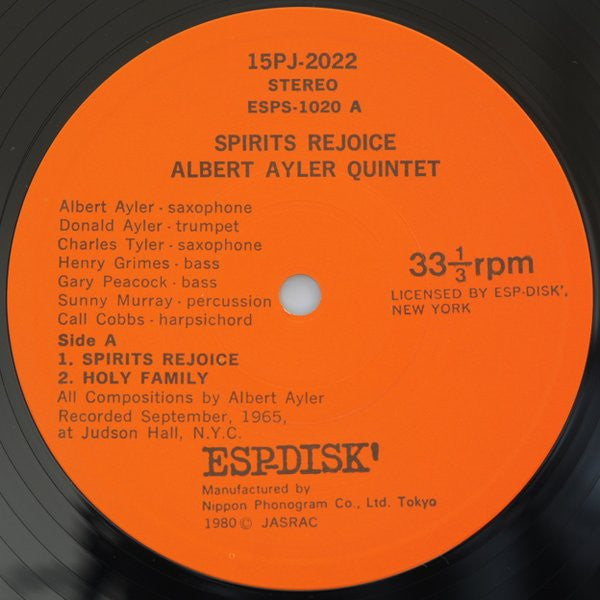 15PJ-2022
STEREO
ESPS-1020 A
SPIRITS REJOICE
ALBERT AYLER QUINTET
Albert Ayler · saxophone
Donald Ayler · trumpet
Charles Tyler · saxophone
Henry Grimes · bass
Gary Peacock · bass
Sunny Murray · percussion
Call Cobbs · harpsichord
33 1/3 rpm
LICENSED BY ESP-DISK',
NEW YORK
Side A
1. SPIRITS REJOICE
2. HOLY FAMILY
All Compositions by Albert Ayler
Recorded September, 1965,
at Judson Hall, N.Y.C.
ESP-DISK'
Manufactured by
Nippon Phonogram Co., Ltd. Tokyo
1980 © JASRAC